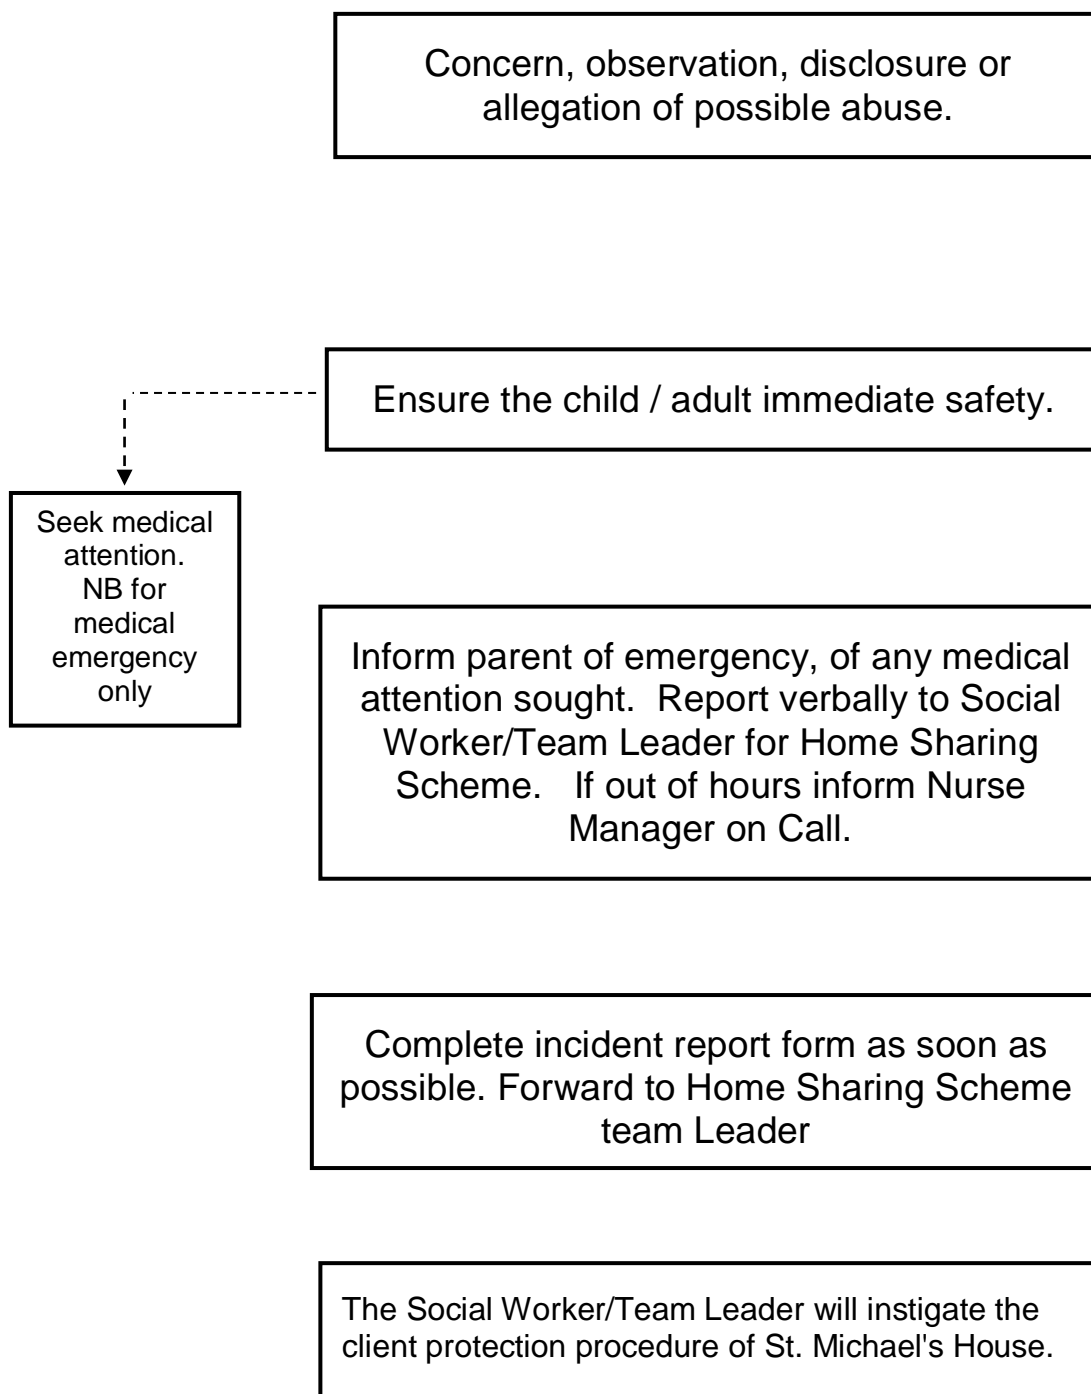 Concern, observation, disclosure or
allegation of possible abuse.
Ensure the child / adult immediate safety.
Seek medical
attention.
NB for
medical
emergency
only
Inform parent of emergency, of any medical
attention sought.  Report verbally to Social
Worker/Team Leader for Home Sharing
Scheme.   If out of hours inform Nurse
Manager on Call.
Complete incident report form as soon as
possible. Forward to Home Sharing Scheme
team Leader
The Social Worker/Team Leader will instigate the
client protection procedure of St. Michael's House.